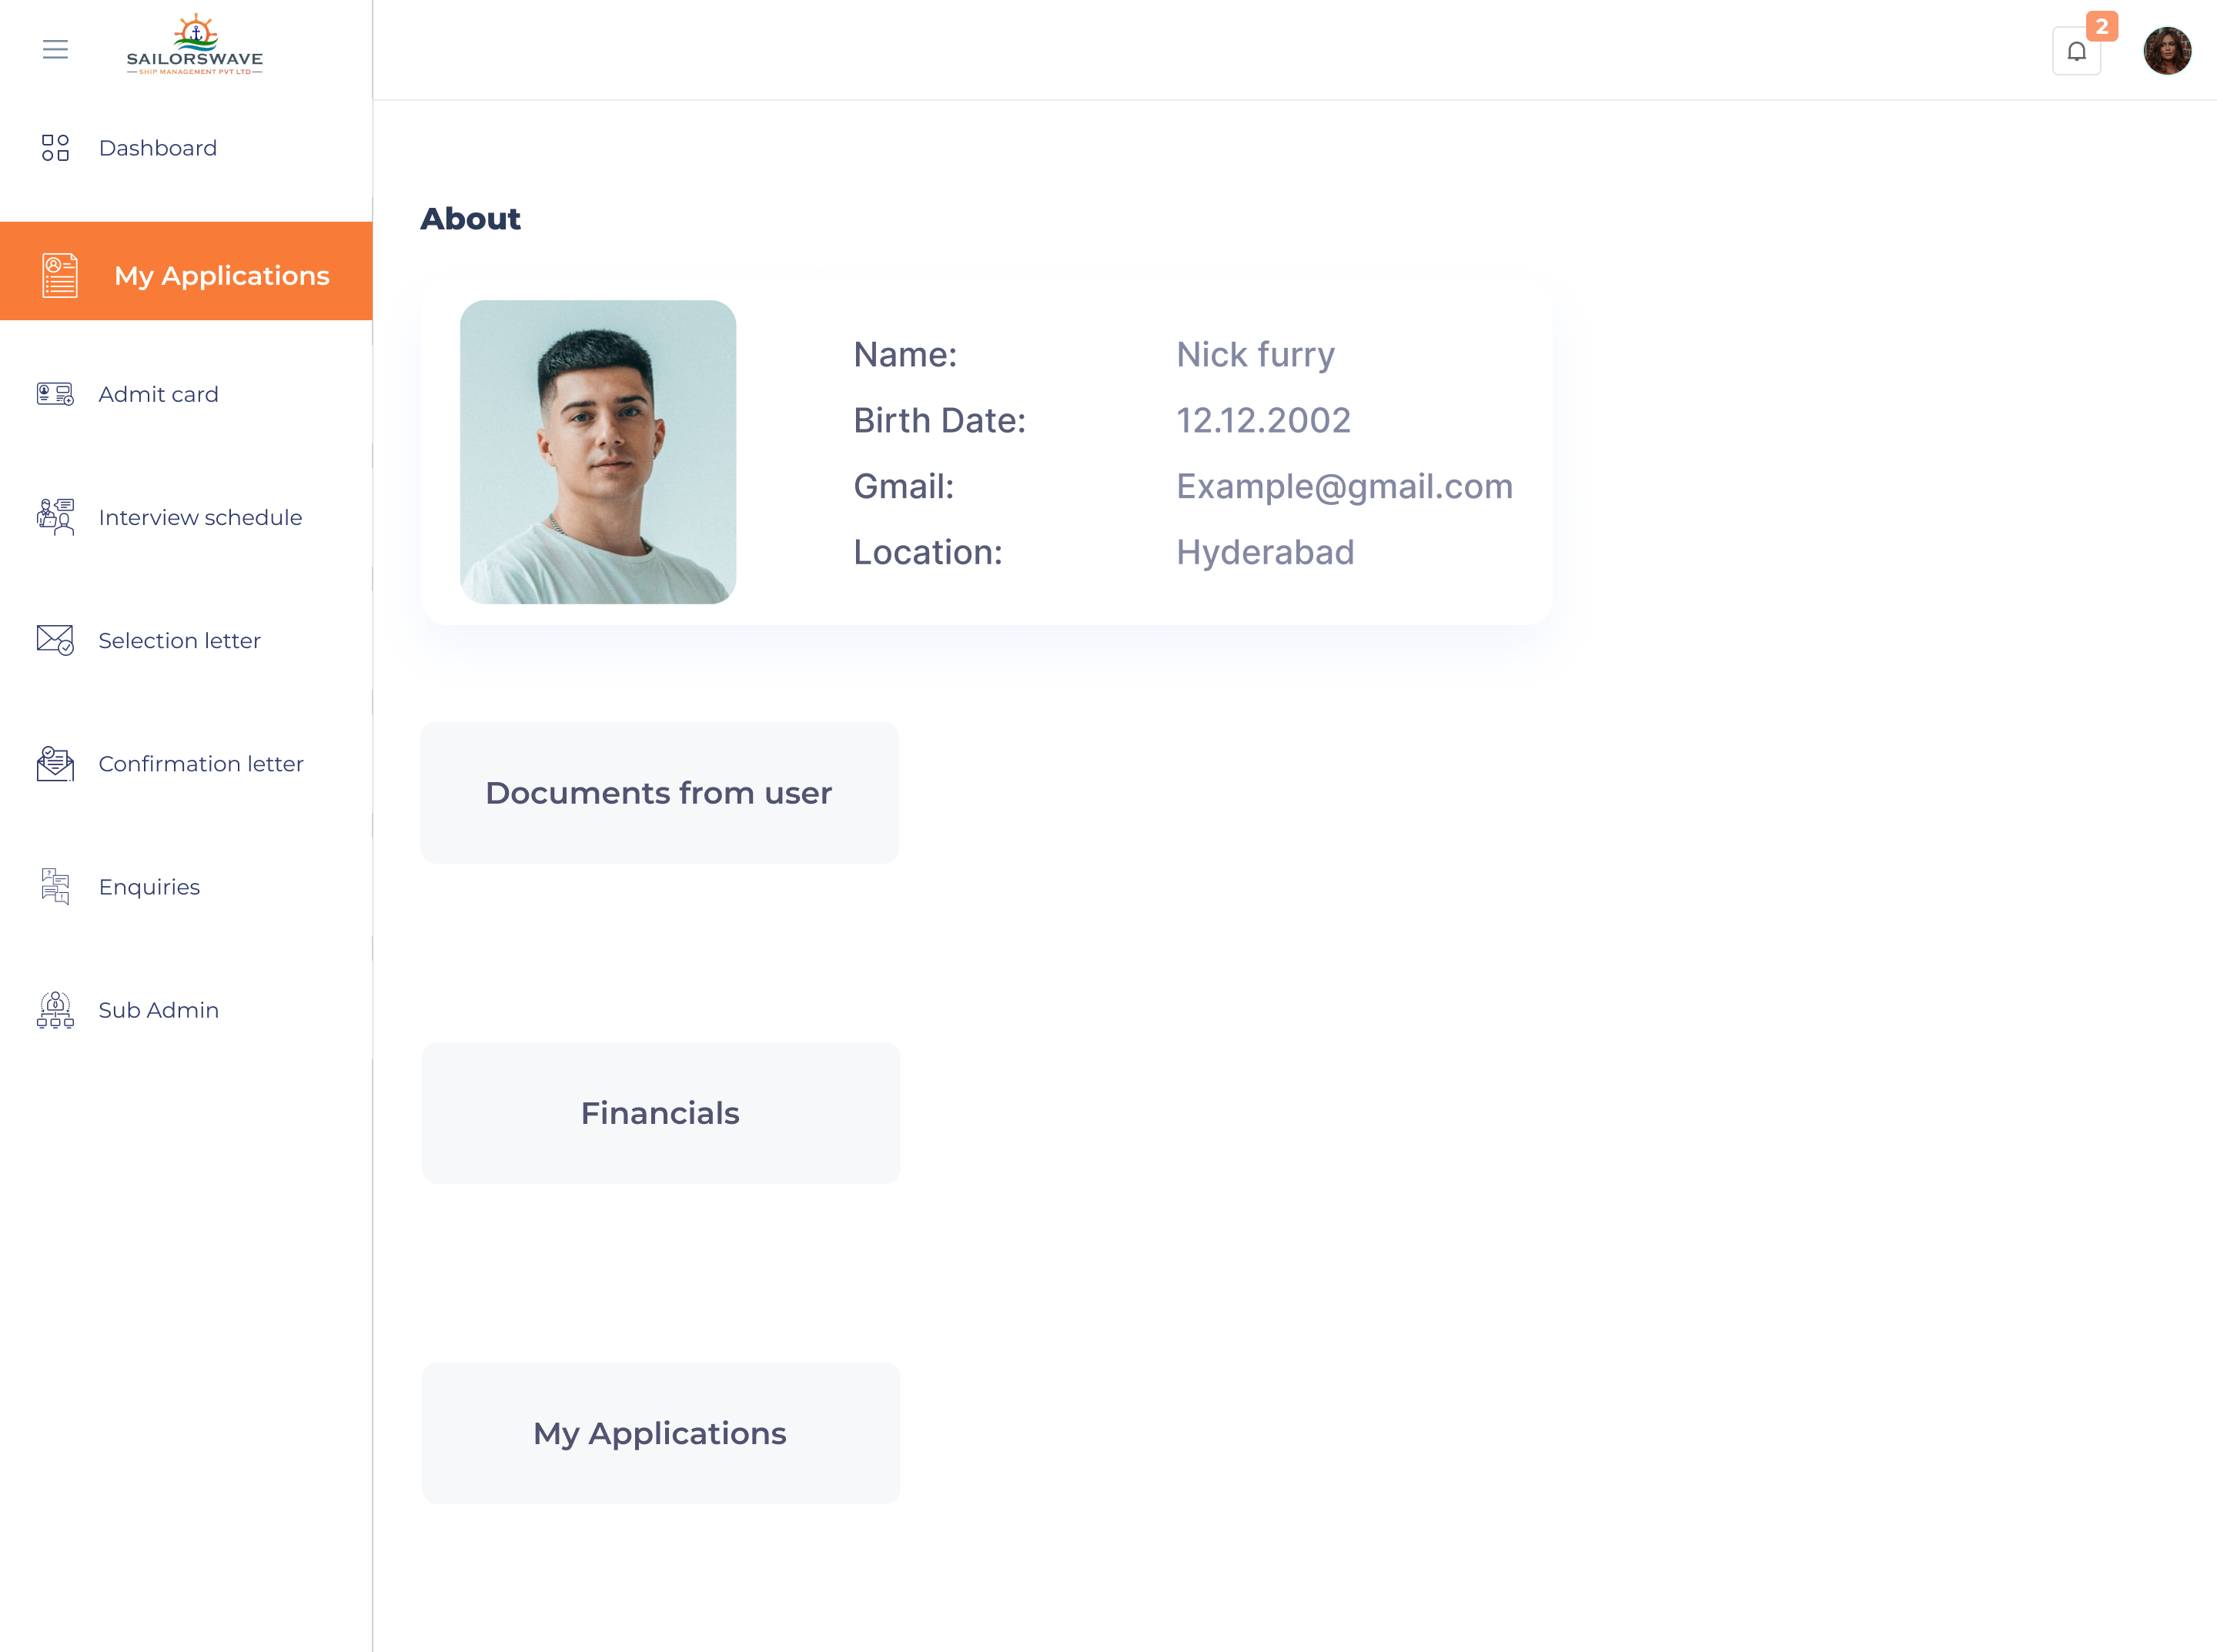 SAILORSWAVE
SHIP MANAGEMENT PVT LTD
2
Dashboard
My Applications
Admit card
Interview schedule
Selection letter
Confirmation letter
Enquiries
Sub Admin
About
Name: Nick furry
Birth Date: 12.12.2002
Gmail: Example@gmail.com
Location: Hyderabad
Documents from user
Financials
My Applications